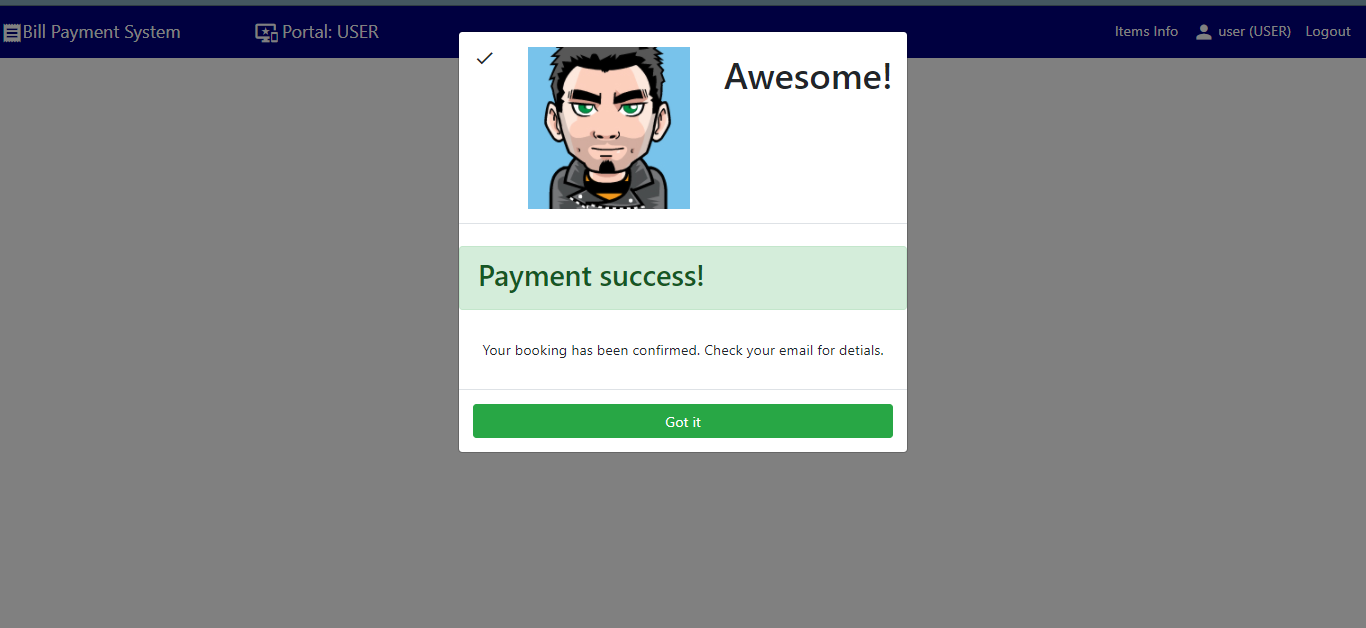 Bill Payment System
Portal: USER
Items Info
user (USER)
Logout
Awesome!
Payment success!
Your booking has been confirmed. Check your email for detials.
Got it